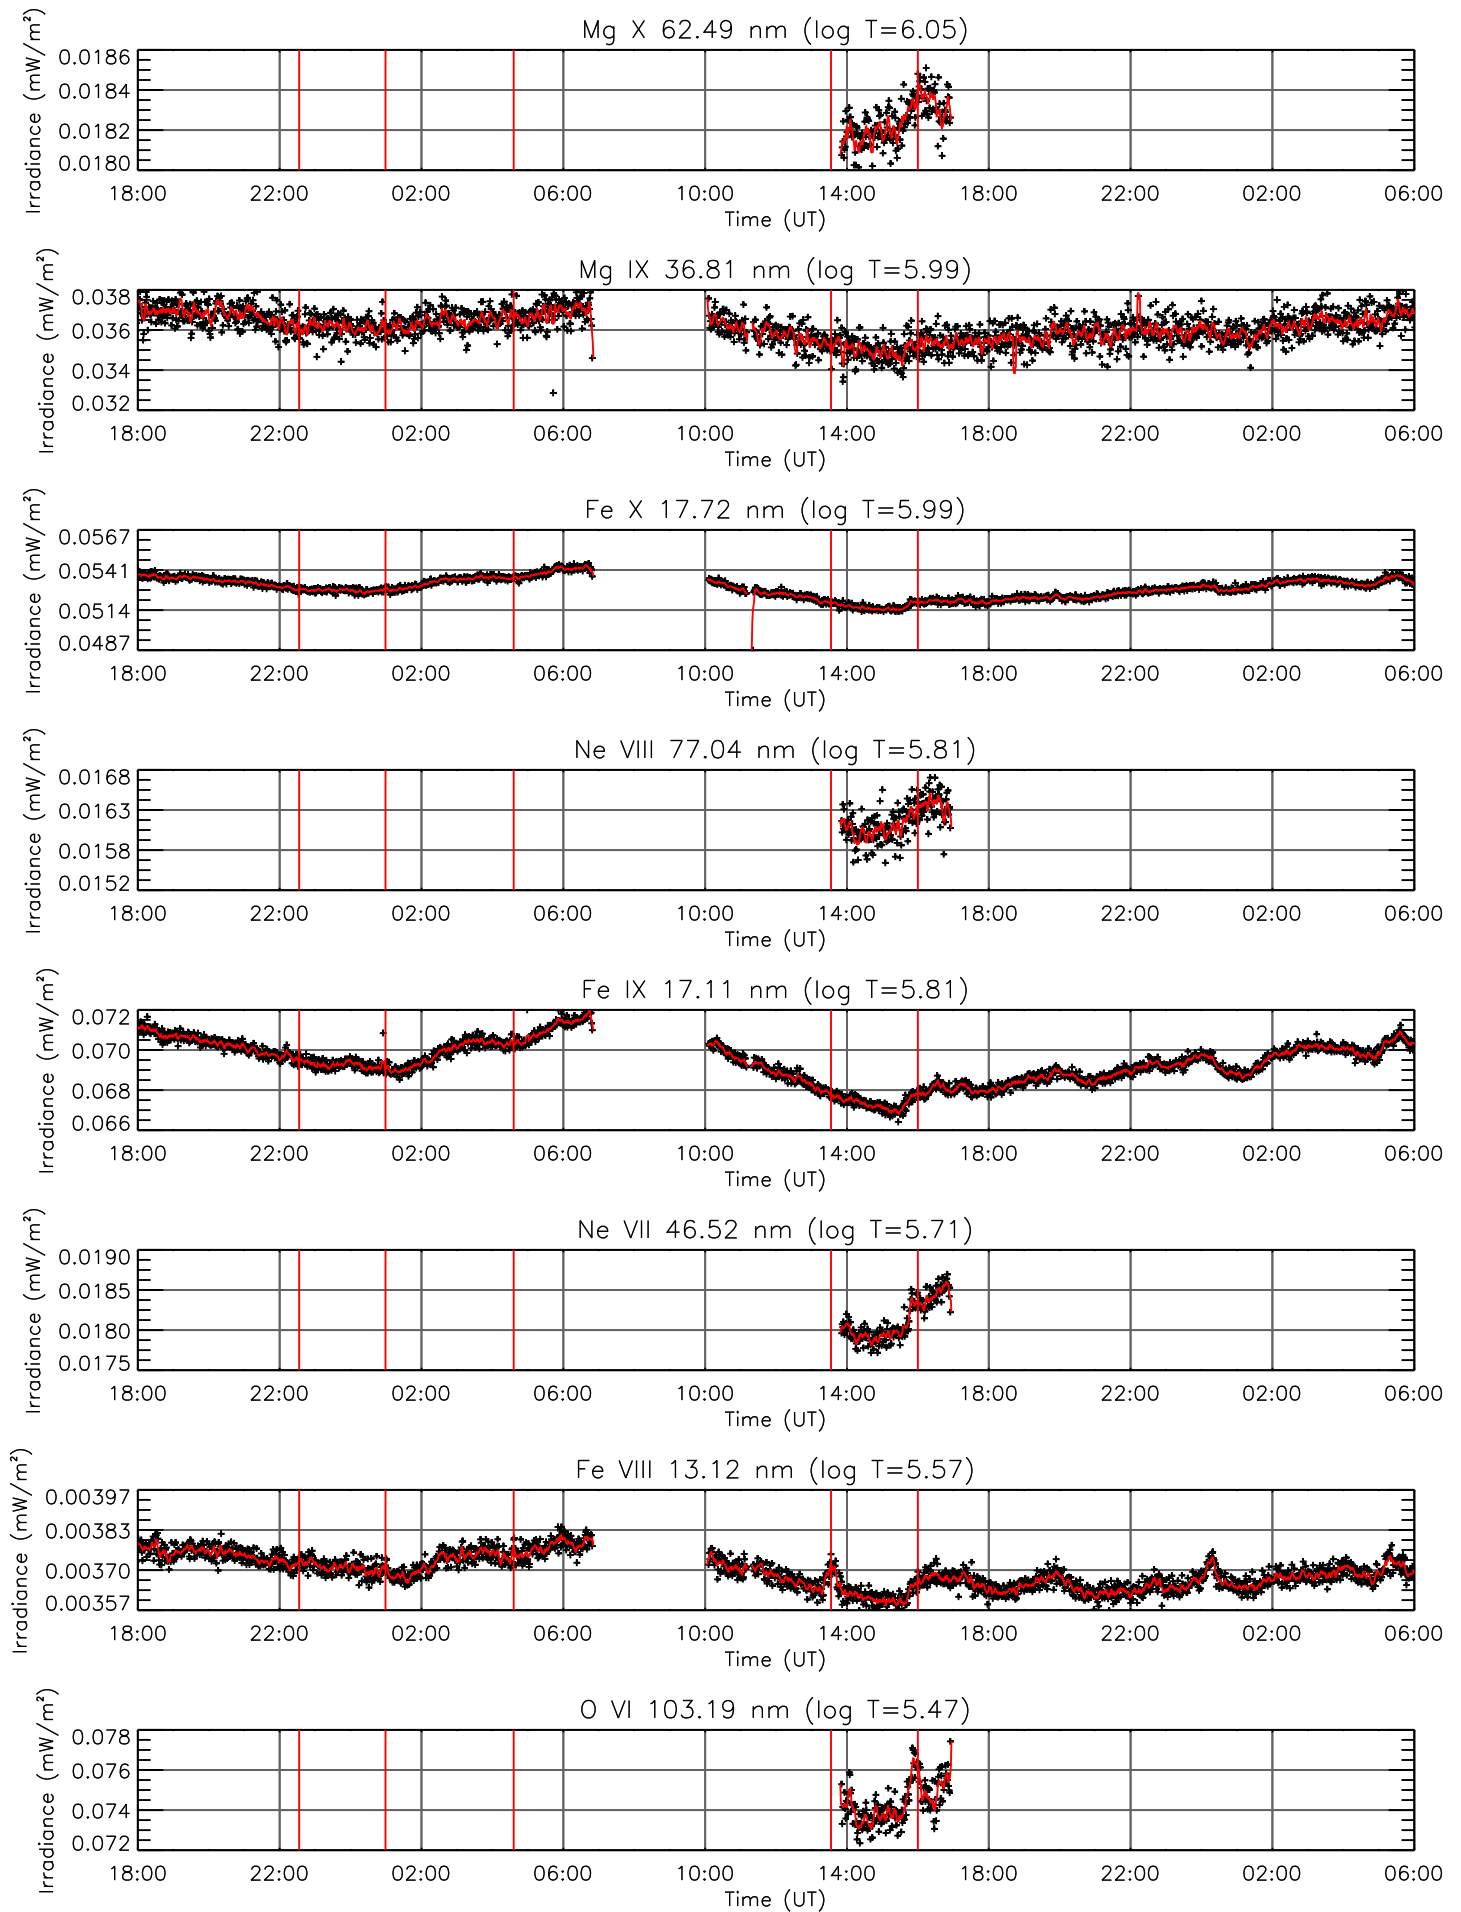 Mg X 62.49 nm (log T=6.05)
Irradiance (mW/m²)
0.0186
0.0184
0.0182
0.0180
18:00 22:00 02:00 06:00 10:00 14:00 18:00 22:00 02:00 06:00
Time (UT)
Mg IX 36.81 nm (log T=5.99)
Irradiance (mW/m²)
0.038
0.036
0.034
0.032
18:00 22:00 02:00 06:00 10:00 14:00 18:00 22:00 02:00 06:00
Time (UT)
Fe X 17.72 nm (log T=5.99)
Irradiance (mW/m²)
0.0567
0.0541
0.0514
0.0487
18:00 22:00 02:00 06:00 10:00 14:00 18:00 22:00 02:00 06:00
Time (UT)
Ne VIII 77.04 nm (log T=5.81)
Irradiance (mW/m²)
0.0168
0.0163
0.0158
0.0152
18:00 22:00 02:00 06:00 10:00 14:00 18:00 22:00 02:00 06:00
Time (UT)
Fe IX 17.11 nm (log T=5.81)
Irradiance (mW/m²)
0.072
0.070
0.068
0.066
18:00 22:00 02:00 06:00 10:00 14:00 18:00 22:00 02:00 06:00
Time (UT)
Ne VII 46.52 nm (log T=5.71)
Irradiance (mW/m²)
0.0190
0.0185
0.0180
0.0175
18:00 22:00 02:00 06:00 10:00 14:00 18:00 22:00 02:00 06:00
Time (UT)
Fe VIII 13.12 nm (log T=5.57)
Irradiance (mW/m²)
0.00397
0.00383
0.00370
0.00357
18:00 22:00 02:00 06:00 10:00 14:00 18:00 22:00 02:00 06:00
Time (UT)
O VI 103.19 nm (log T=5.47)
Irradiance (mW/m²)
0.078
0.076
0.074
0.072
18:00 22:00 02:00 06:00 10:00 14:00 18:00 22:00 02:00 06:00
Time (UT)